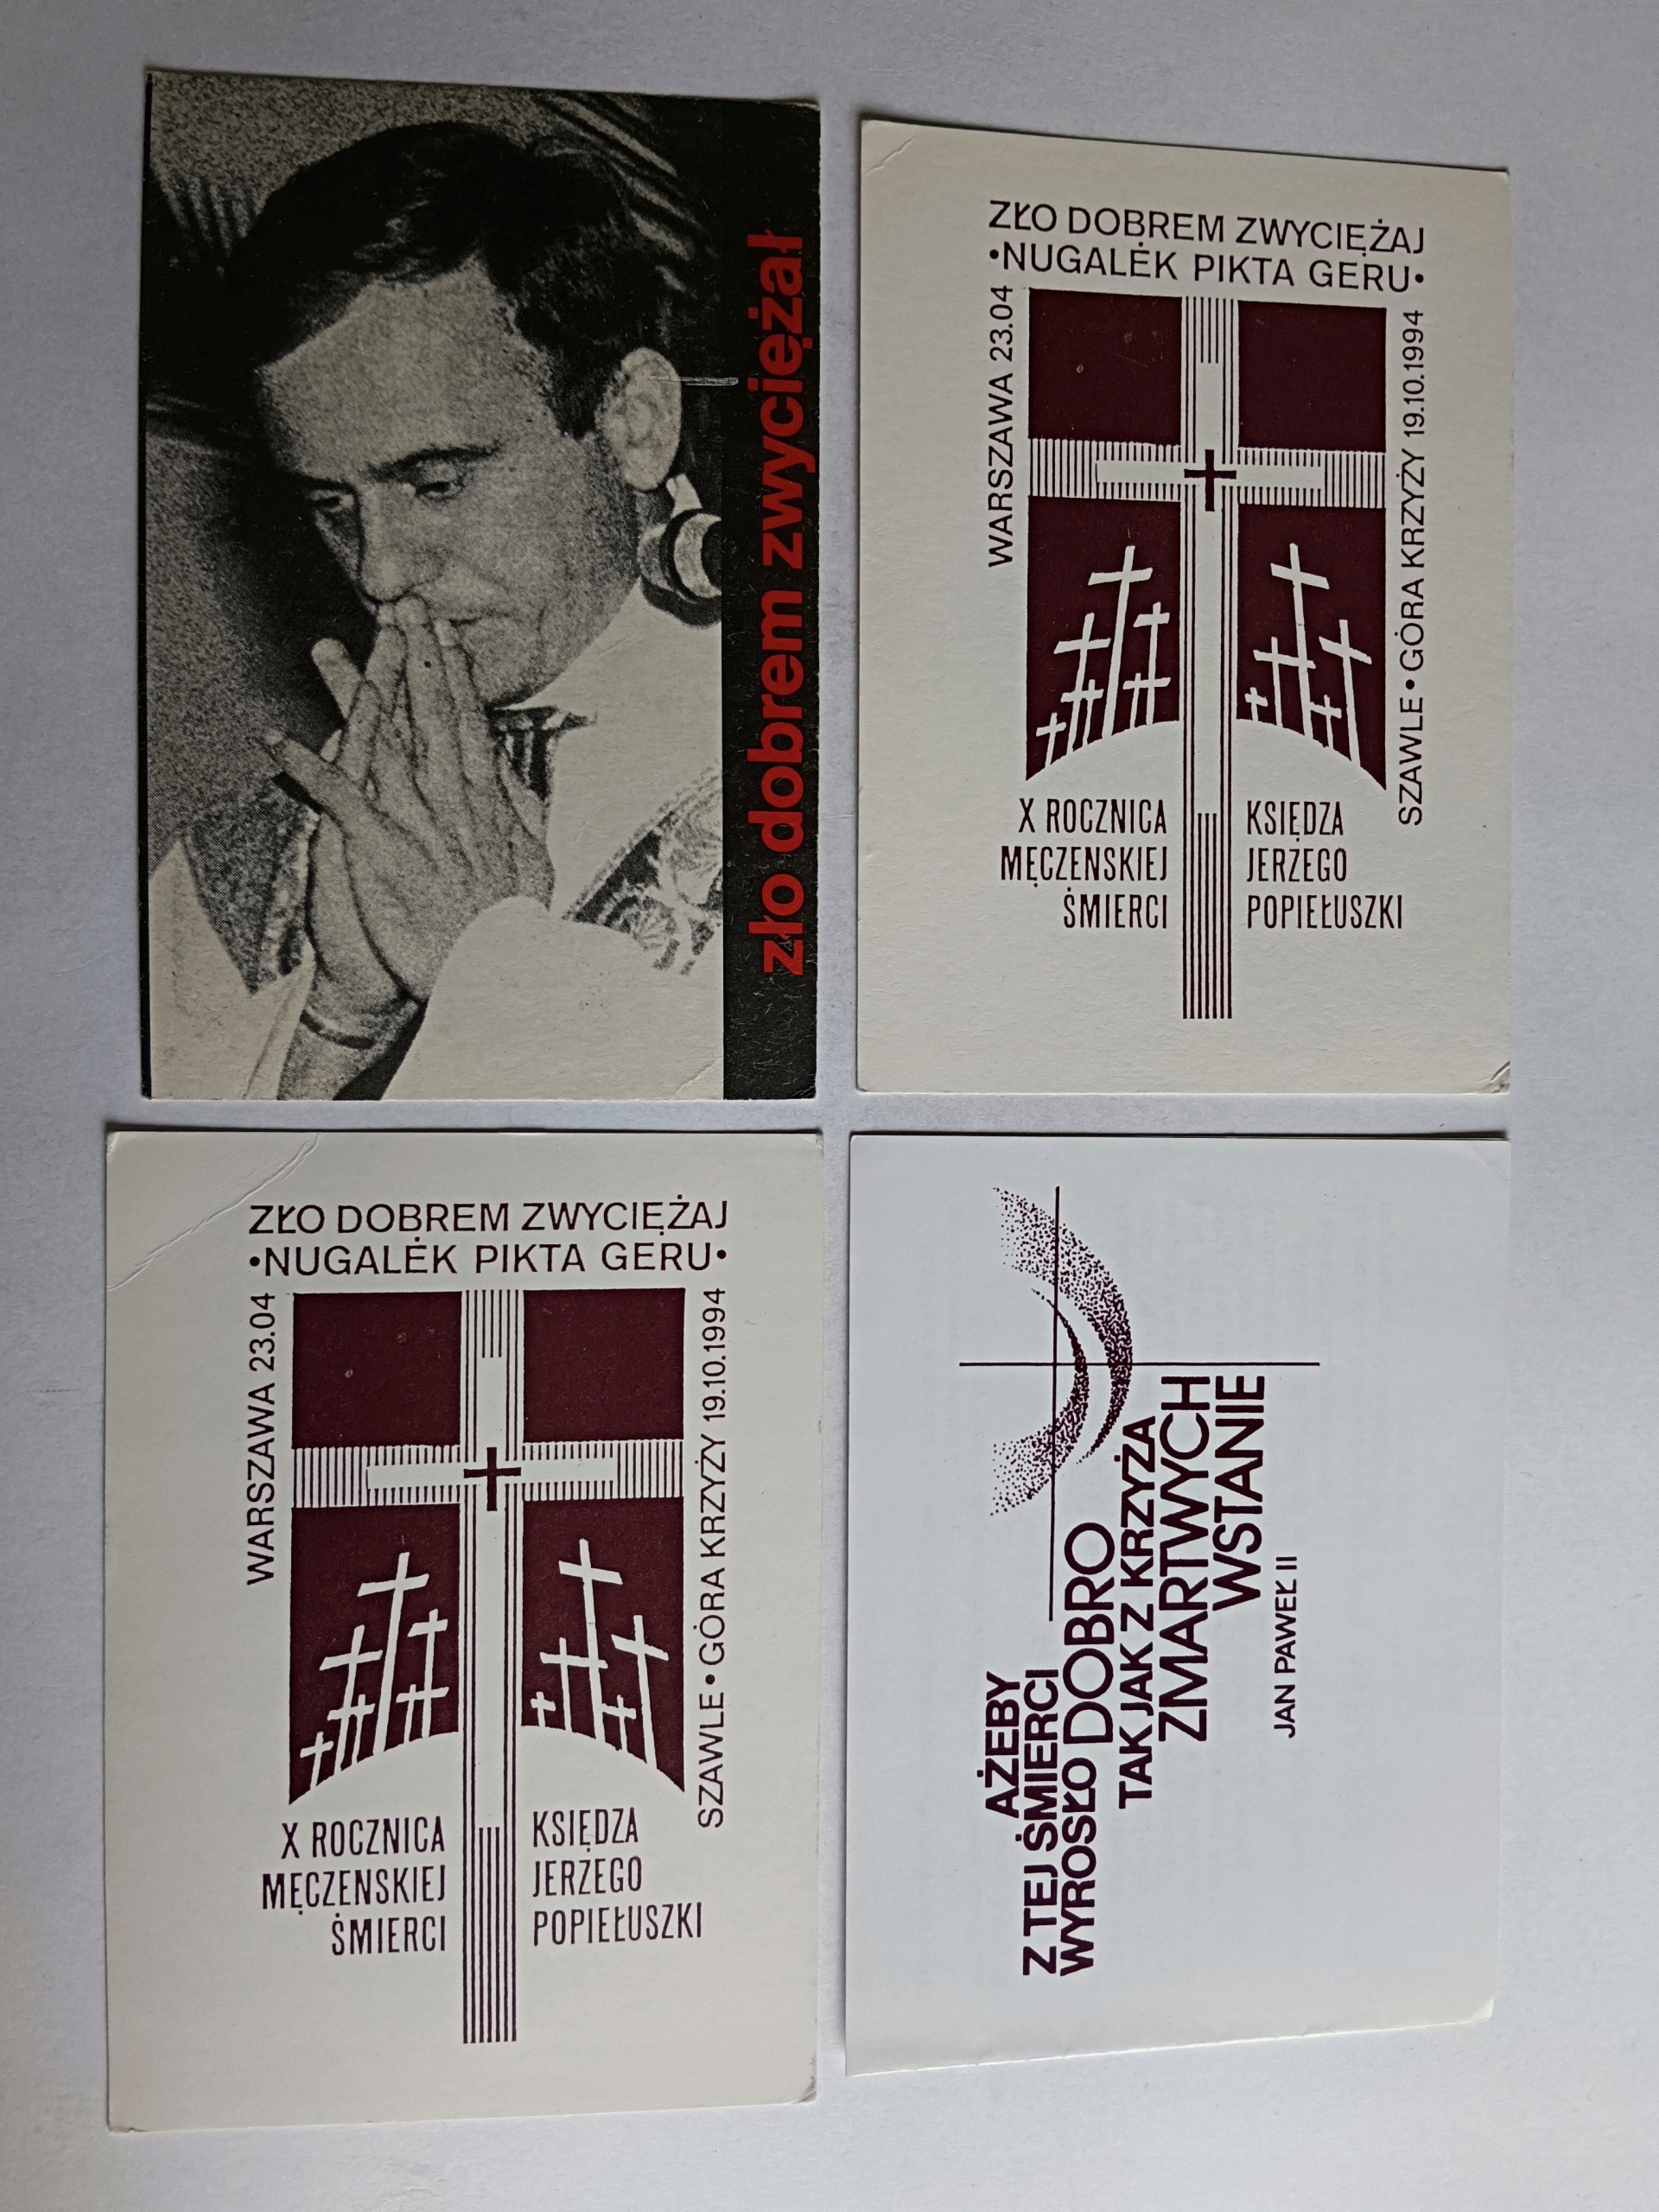 zło dobrem zwyciężał
ZŁO DOBREM ZWYCIĘŻAJ
•NUGALĖK PIKTA GERU•
WARSZAWA 23.04
SZAWLE • GÓRA KRZYŻY 19.10.1994
X ROCZNICA
MĘCZENSKIEJ
ŚMIERCI
KSIĘDZA
JERZEGO
POPIEŁUSZKI
ZŁO DOBREM ZWYCIĘŻAJ
•NUGALĖK PIKTA GERU•
WARSZAWA 23.04
SZAWLE • GÓRA KRZYŻY 19.10.1994
X ROCZNICA
MĘCZENSKIEJ
ŚMIERCI
KSIĘDZA
JERZEGO
POPIEŁUSZKI
AŻEBY
Z TEJ ŚMIERCI
WYROSŁO DOBRO
TAK JAK Z KRZYŻA
ZMARTWYCH
WSTANIE
JAN PAWEŁ II